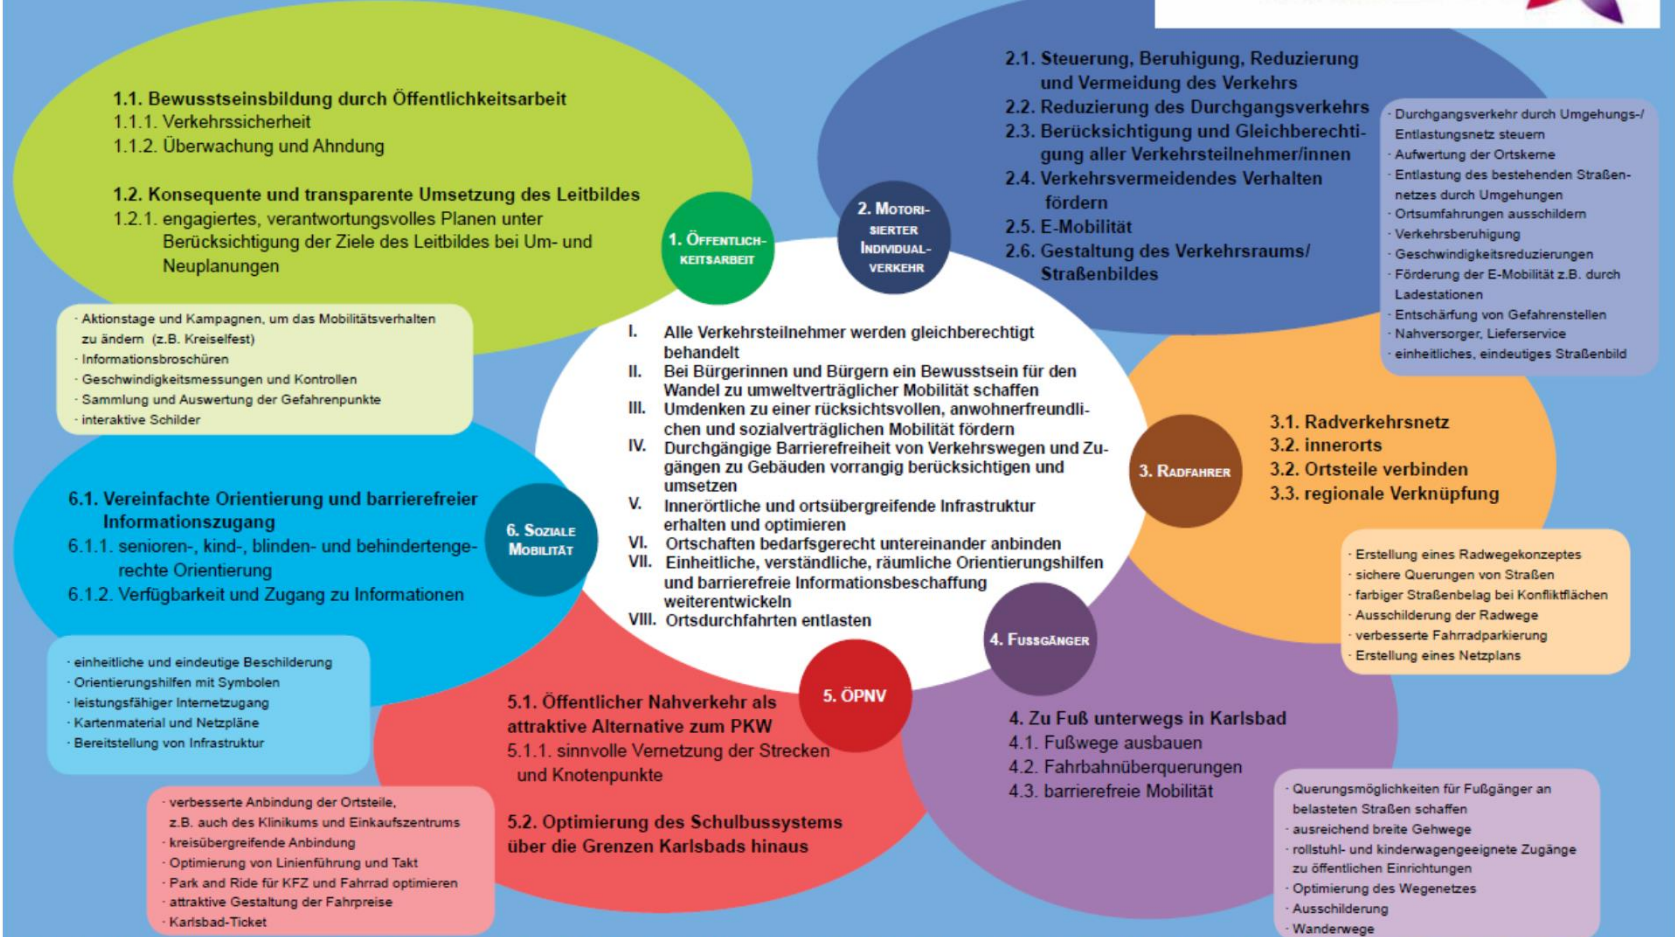 1.1. Bewusstseinsbildung durch Öffentlichkeitsarbeit
1.1.1. Verkehrssicherheit
1.1.2. Überwachung und Ahndung
1.2. Konsequente und transparente Umsetzung des Leitbildes
1.2.1. engagiertes, verantwortungsvolles Planen unter
Berücksichtigung der Ziele des Leitbildes bei Um- und
Neuplanungen
1. Öffentlich-
keitsarbeit
· Aktionstage und Kampagnen, um das Mobilitätsverhalten
zu ändern (z.B. Kreiselfest)
· Informationsbroschüren
· Geschwindigkeitsmessungen und Kontrollen
· Sammlung und Auswertung der Gefahrenpunkte
· interaktive Schilder
2. Motori-
sierter
Individual-
verkehr
2.1. Steuerung, Beruhigung, Reduzierung
und Vermeidung des Verkehrs
2.2. Reduzierung des Durchgangsverkehrs
2.3. Berücksichtigung und Gleichberechti-
gung aller Verkehrsteilnehmer/innen
2.4. Verkehrsvermeidendes Verhalten
fördern
2.5. E-Mobilität
2.6. Gestaltung des Verkehrsraums/
Straßenbildes
· Durchgangsverkehr durch Umgehungs-/
Entlastungsnetz steuern
· Aufwertung der Ortskerne
· Entlastung des bestehenden Straßen-
netzes durch Umgehungen
· Ortsumfahrungen ausschildern
· Verkehrsberuhigung
· Geschwindigkeitsreduzierungen
· Förderung der E-Mobilität z.B. durch
Ladestationen
· Entschärfung von Gefahrenstellen
· Nahversorger, Lieferservice
· einheitliches, eindeutiges Straßenbild
I. Alle Verkehrsteilnehmer werden gleichberechtigt
behandelt
II. Bei Bürgerinnen und Bürgern ein Bewusstsein für den
Wandel zu umweltverträglicher Mobilität schaffen
III. Umdenken zu einer rücksichtsvollen, anwohnerfreundli-
chen und sozialverträglichen Mobilität fördern
IV. Durchgängige Barrierefreiheit von Verkehrswegen und Zu-
gängen zu Gebäuden vorrangig berücksichtigen und
umsetzen
V. Innerörtliche und ortsübergreifende Infrastruktur
erhalten und optimieren
VI. Ortschaften bedarfsgerecht untereinander anbinden
VII. Einheitliche, verständliche, räumliche Orientierungshilfen
und barrierefreie Informationsbeschaffung
weiterentwickeln
VIII. Ortsdurchfahrten entlasten
3. Radfahrer
3.1. Radverkehrsnetz
3.2. innerorts
3.2. Ortsteile verbinden
3.3. regionale Verknüpfung
· Erstellung eines Radwegekonzeptes
· sichere Querungen von Straßen
· farbiger Straßenbelag bei Konfliktflächen
· Ausschilderung der Radwege
· verbesserte Fahrradparkierung
· Erstellung eines Netzplans
6.1. Vereinfachte Orientierung und barrierefreier
Informationszugang
6.1.1. senioren-, kind-, blinden- und behindertenge-
rechte Orientierung
6.1.2. Verfügbarkeit und Zugang zu Informationen
6. Soziale
Mobilität
· einheitliche und eindeutige Beschilderung
· Orientierungshilfen mit Symbolen
· leistungsfähiger Internetzugang
· Kartenmaterial und Netzpläne
· Bereitstellung von Infrastruktur
5. ÖPNV
5.1. Öffentlicher Nahverkehr als
attraktive Alternative zum PKW
5.1.1. sinnvolle Vernetzung der Strecken
und Knotenpunkte
5.2. Optimierung des Schulbussystems
über die Grenzen Karlsbads hinaus
· verbesserte Anbindung der Ortsteile,
z.B. auch des Klinikums und Einkaufszentrums
· kreisübergreifende Anbindung
· Optimierung von Linienführung und Takt
· Park and Ride für KFZ und Fahrrad optimieren
· attraktive Gestaltung der Fahrpreise
· Karlsbad-Ticket
4. Fussgänger
4. Zu Fuß unterwegs in Karlsbad
4.1. Fußwege ausbauen
4.2. Fahrbahnüberquerungen
4.3. barrierefreie Mobilität
· Querungsmöglichkeiten für Fußgänger an
belasteten Straßen schaffen
· ausreichend breite Gehwege
· rollstuhl- und kinderwagengeeignete Zugänge
zu öffentlichen Einrichtungen
· Optimierung des Wegenetzes
· Ausschilderung
· Wanderwege